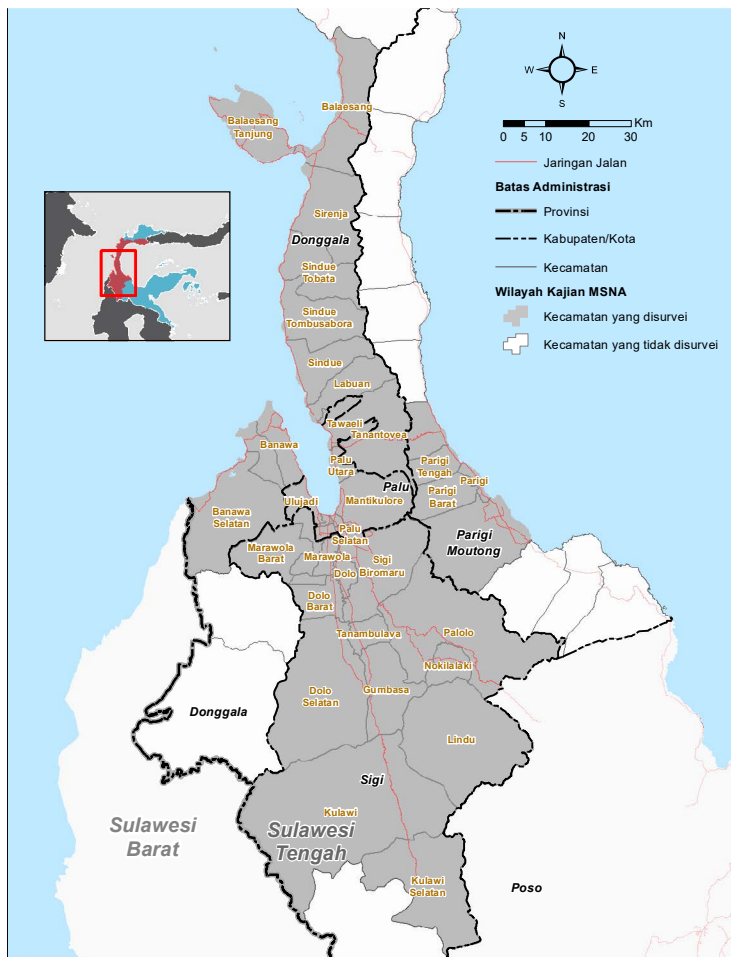 N
W E
S
Km
0 5 10 20 30
Jaringan Jalan
Batas Administrasi
Provinsi
Kabupaten/Kota
Kecamatan
Wilayah Kajian MSNA
Kecamatan yang disurvei
Kecamatan yang tidak disurvei
Balaesang
Balaesang
Tanjung
Sirenja
Donggala
Sindue
Tobata
Sindue
Tombusabora
Sindue
Labuan
Tawaeli
Tanantovea
Banawa
Palu
Utara
Parigi
Tengah
Parigi
Parigi
Barat
Palu
Ulujadi
Mantikulore
Banawa
Selatan
Palu
Selatan
Parigi
Moutong
Marawola
Barat
Marawola
Sigi
Biromaru
Dolo
Dolo
Barat
Tanambulava
Palolo
Nokilalaki
Dolo
Selatan
Gumbasa
Donggala
Lindu
Sigi
Kulawi
Sulawesi
Barat
Sulawesi
Tengah
Kulawi
Selatan
Poso